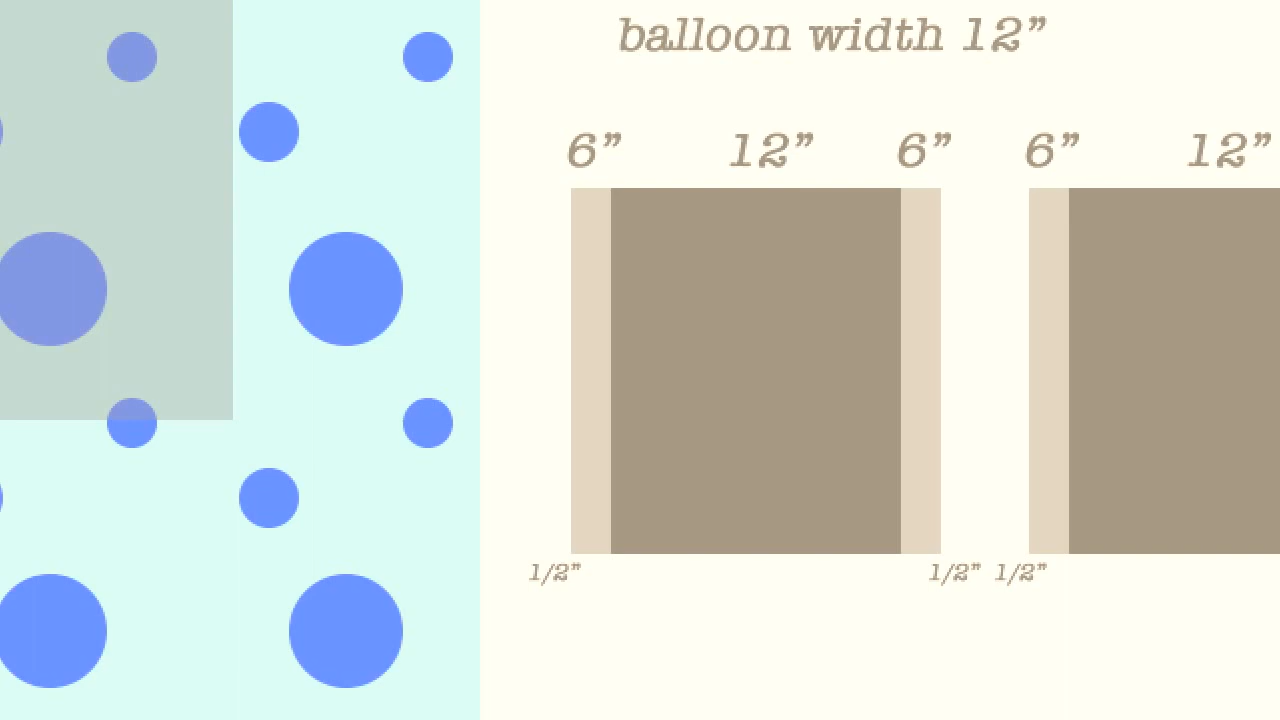 balloon width 12”
6” 12” 6” 6” 12”
1/2” 1/2” 1/2”